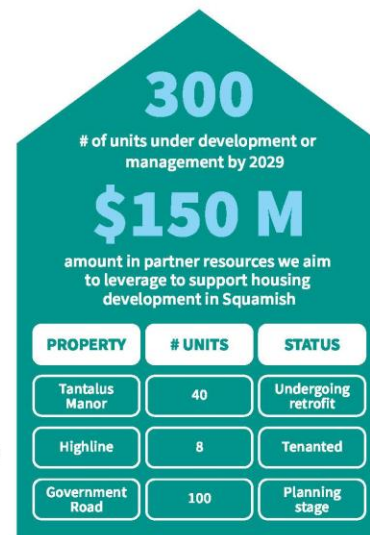 300
# of units under development or
management by 2029
$150 M
amount in partner resources we aim
to leverage to support housing
development in Squamish
PROPERTY # UNITS STATUS
Tantalus Manor 40 Undergoing retrofit
Highline 8 Tenanted
Government Road 100 Planning stage